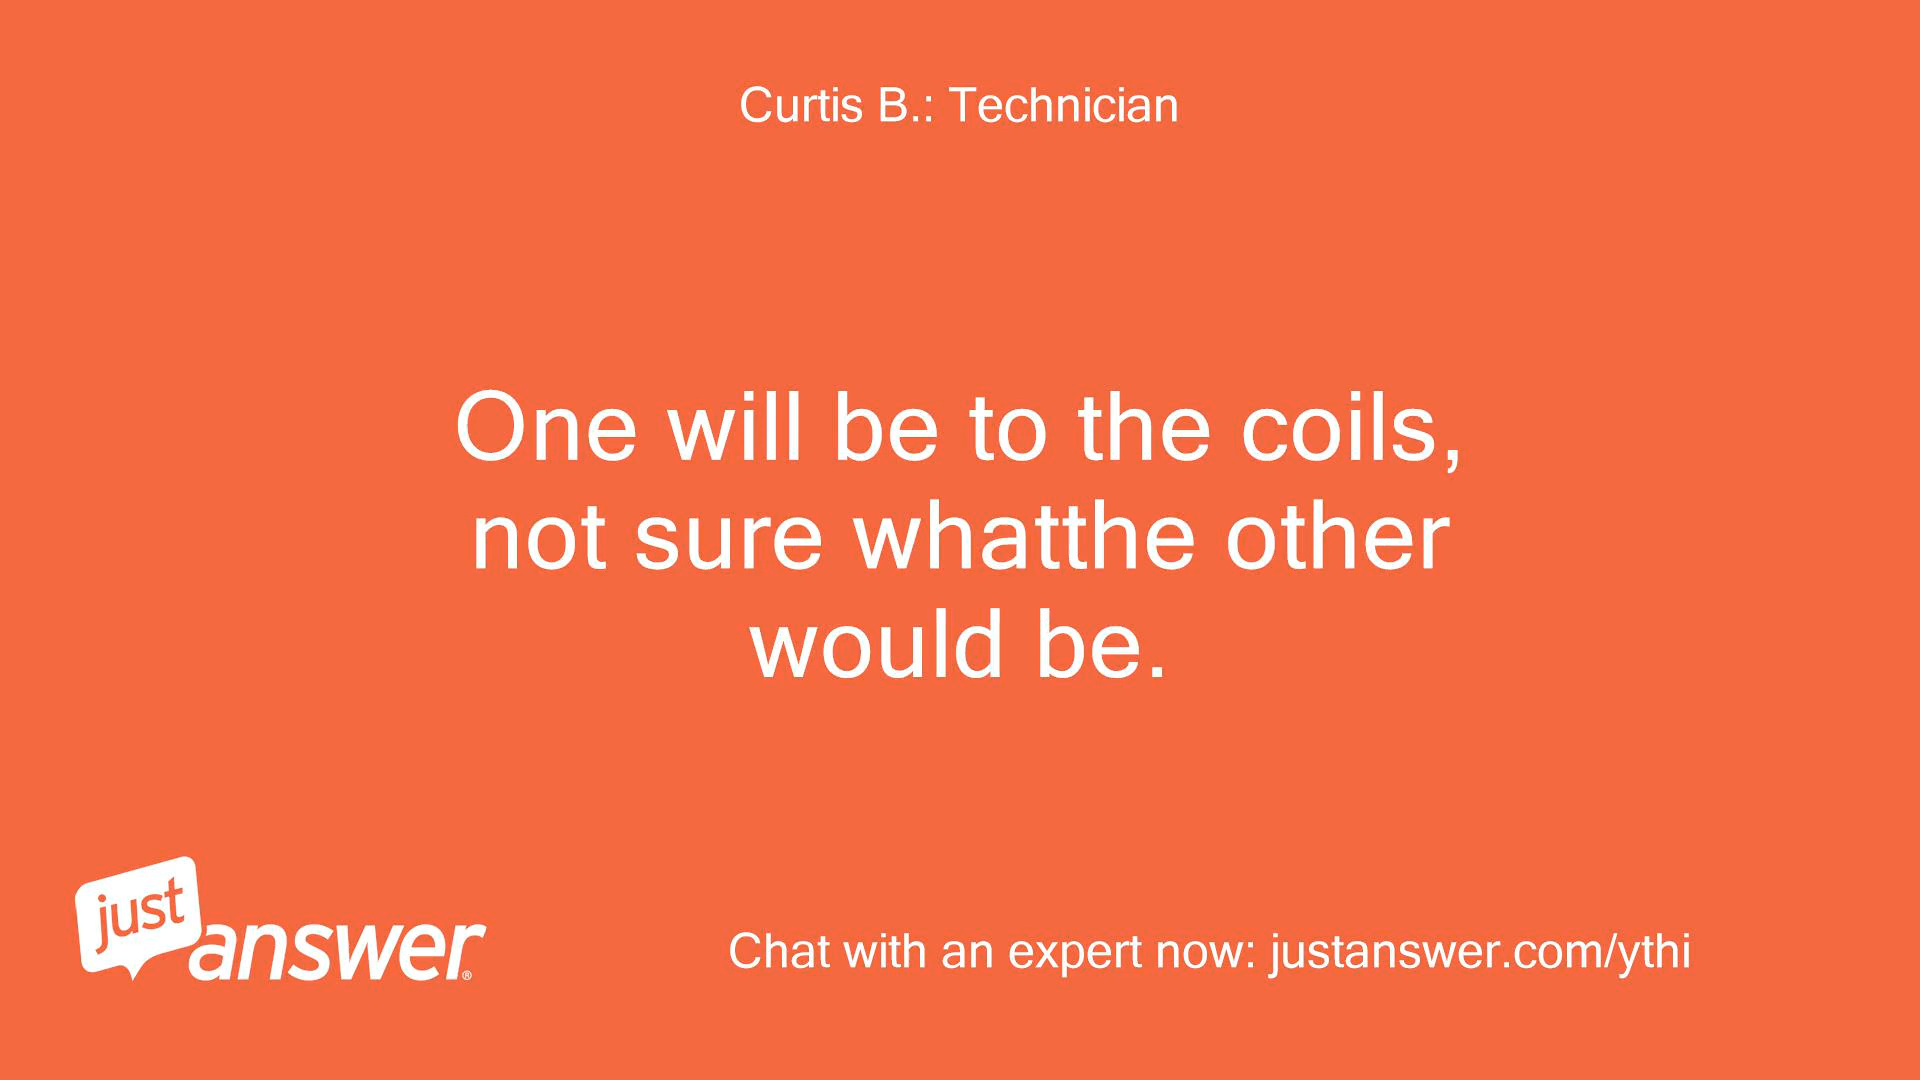 Curtis B.: Technician
One will be to the coils,
not sure whatthe other
would be.
just
answer®
Chat with an expert now: justanswer.com/ythi